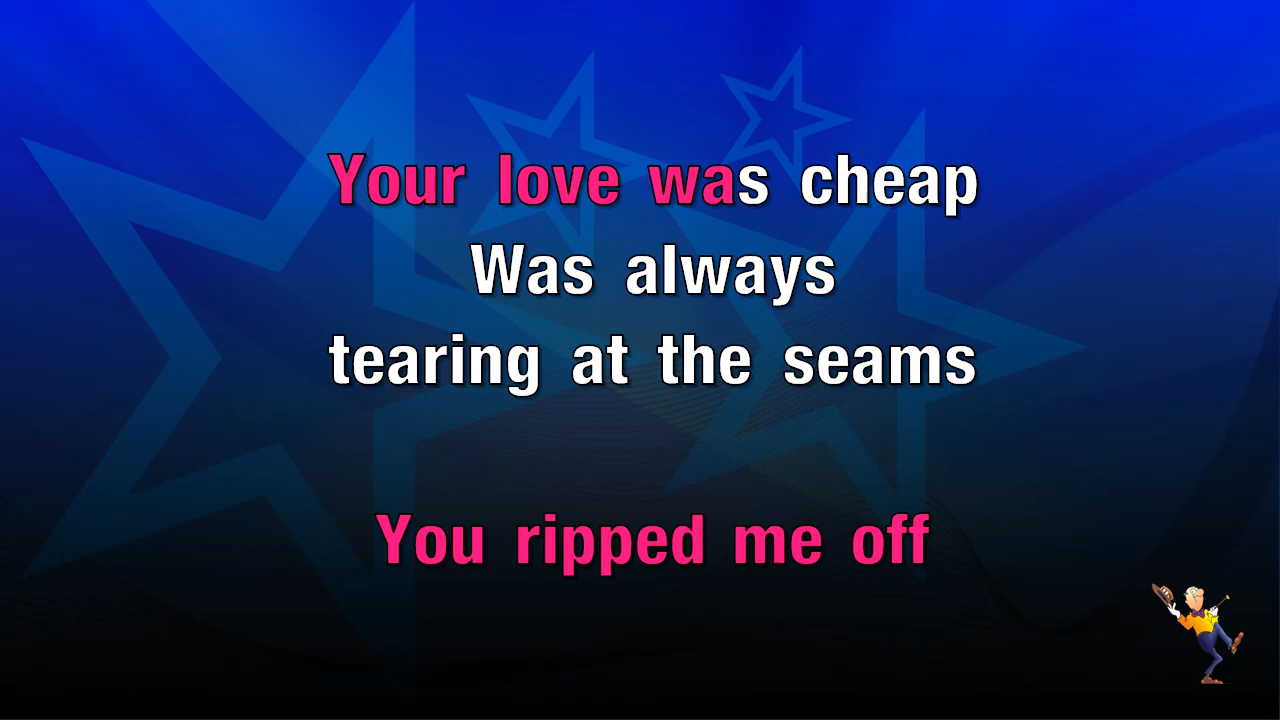 Your love was cheap
Was always
tearing at the seams
You ripped me off